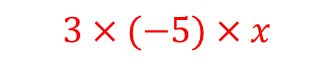 3 × (−5) × x